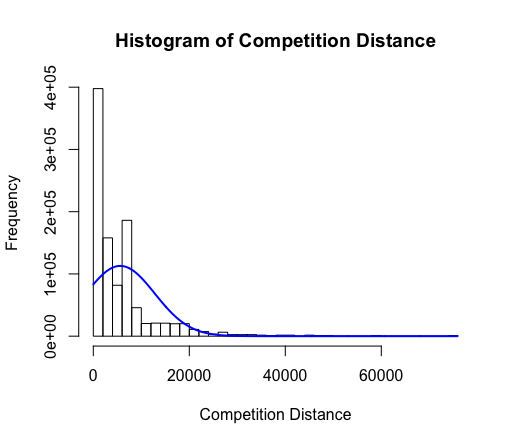 Histogram of Competition Distance
Frequency
4e+05
3e+05
2e+05
1e+05
0e+00
0 20000 40000 60000
Competition Distance